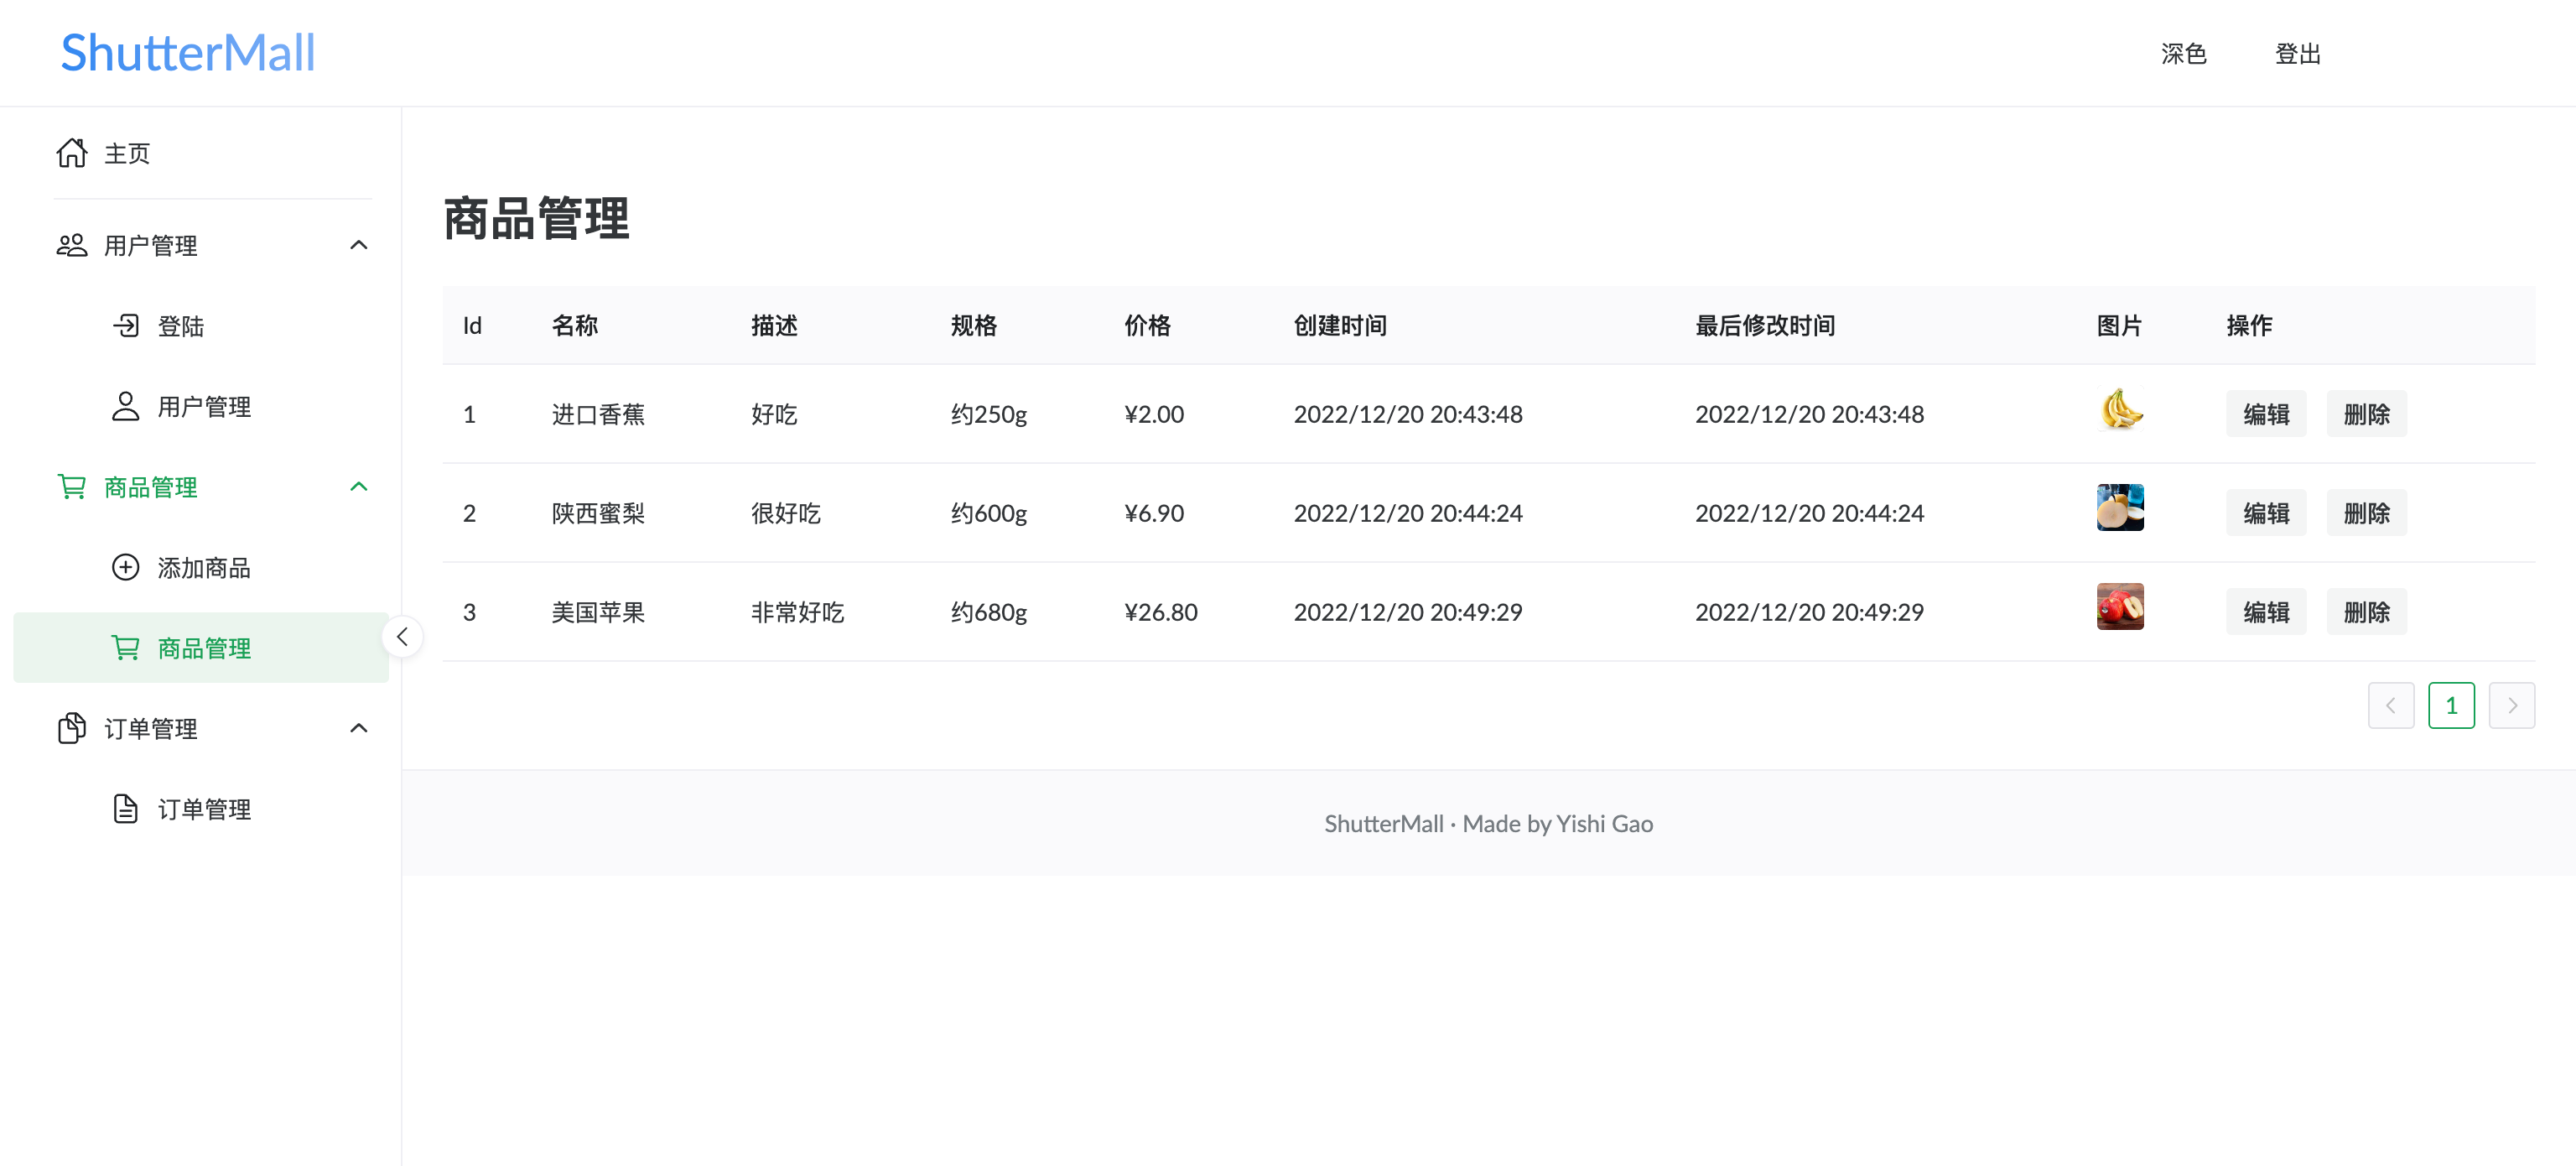 ShutterMall
深色 登出
主页
用户管理
登陆
用户管理
商品管理
添加商品
商品管理
订单管理
订单管理
商品管理
Id 名称 描述 规格 价格 创建时间 最后修改时间 图片 操作
1 进口香蕉 好吃 约250g ¥2.00 2022/12/20 20:43:48 2022/12/20 20:43:48 编辑 删除
2 陕西蜜梨 很好吃 约600g ¥6.90 2022/12/20 20:44:24 2022/12/20 20:44:24 编辑 删除
3 美国苹果 非常好吃 约680g ¥26.80 2022/12/20 20:49:29 2022/12/20 20:49:29 编辑 删除
1
ShutterMall · Made by Yishi Gao